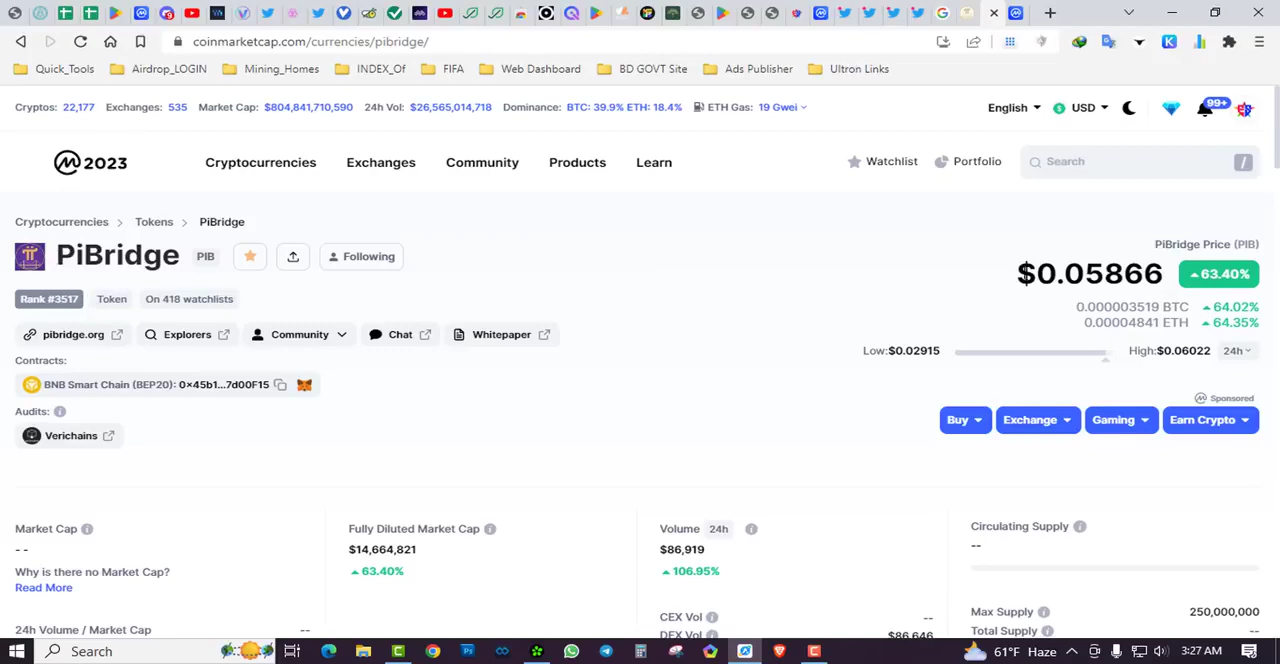 coinmarketcap.com/currencies/pibridge/
Quick_Tools Airdrop_LOGIN Mining_Homes INDEX_Of FIFA Web Dashboard BD GOVT Site Ads Publisher Ultron Links
Cryptos: 22,177 Exchanges: 535 Market Cap: $804,841,710,590 24h Vol: $26,565,014,718 Dominance: BTC: 39.9% ETH: 18.4% ETH Gas: 19 Gwei English USD 99+
2023 Cryptocurrencies Exchanges Community Products Learn Watchlist Portfolio Search /
Cryptocurrencies > Tokens > PiBridge
PiBridge PIB Following
PiBridge Price (PIB)
$0.05866 63.40%
Rank #3517 Token On 418 watchlists
0.000003519 BTC 64.02%
0.00004841 ETH 64.35%
pibridge.org Explorers Community Chat Whitepaper
Low:$0.02915 High:$0.06022 24h
Contracts:
BNB Smart Chain (BEP20): 0x45b1...7d00F15
Sponsored
Audits:
Buy Exchange Gaming Earn Crypto
Verichains
Market Cap
- -
Why is there no Market Cap?
Read More
24h Volume / Market Cap --
Fully Diluted Market Cap
$14,664,821
63.40%
Volume 24h
$86,919
106.95%
CEX Vol --
DEX Vol $86,646
Circulating Supply
--
Max Supply 250,000,000
Total Supply --
Search 61°F Haze 3:27 AM